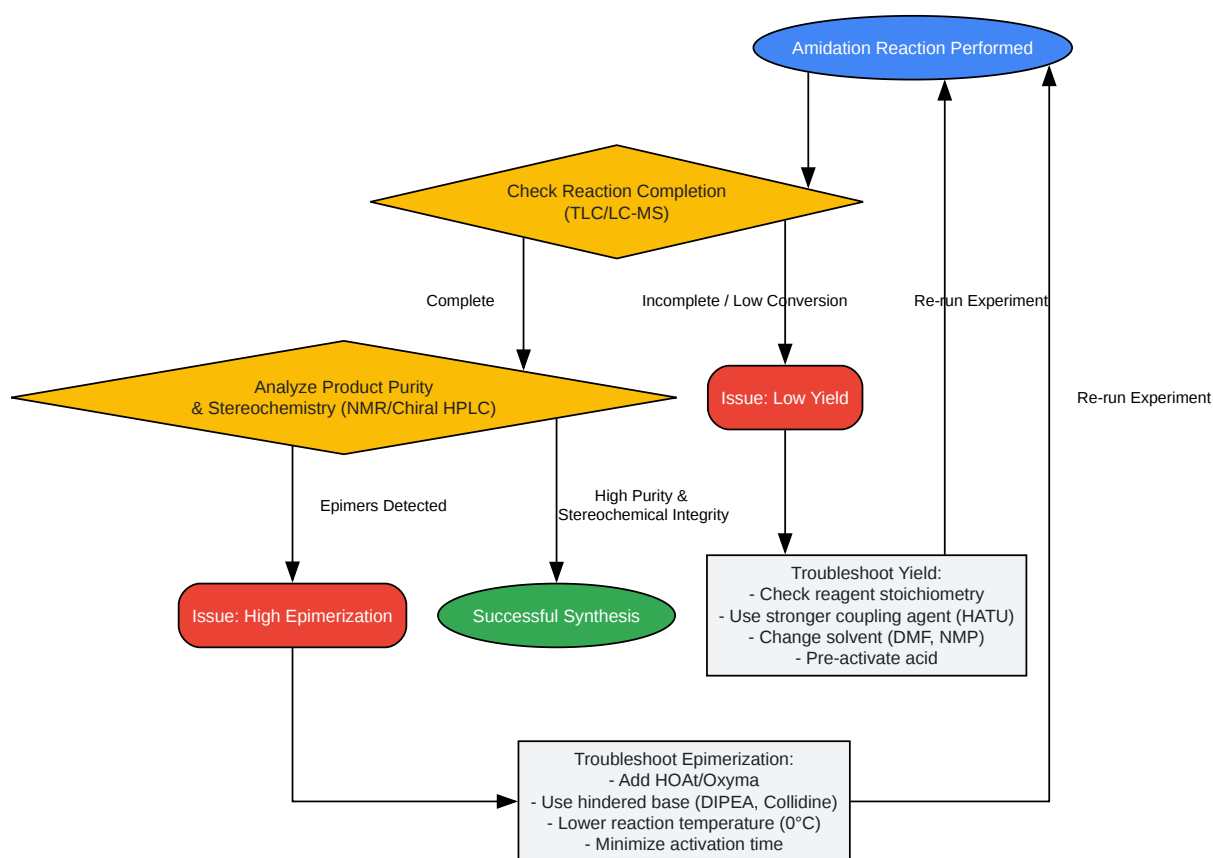 Amidation Reaction Performed
Check Reaction Completion
(TLC/LC-MS)
Complete
Incomplete / Low Conversion
Re-run Experiment
Analyze Product Purity
& Stereochemistry (NMR/Chiral HPLC)
Issue: Low Yield
Re-run Experiment
Epimers Detected
High Purity &
Stereochemical Integrity
Issue: High Epimerization
Successful Synthesis
Troubleshoot Yield:
- Check reagent stoichiometry
- Use stronger coupling agent (HATU)
- Change solvent (DMF, NMP)
- Pre-activate acid
Troubleshoot Epimerization:
- Add HOAt/Oxyma
- Use hindered base (DIPEA, Collidine)
- Lower reaction temperature (0°C)
- Minimize activation time